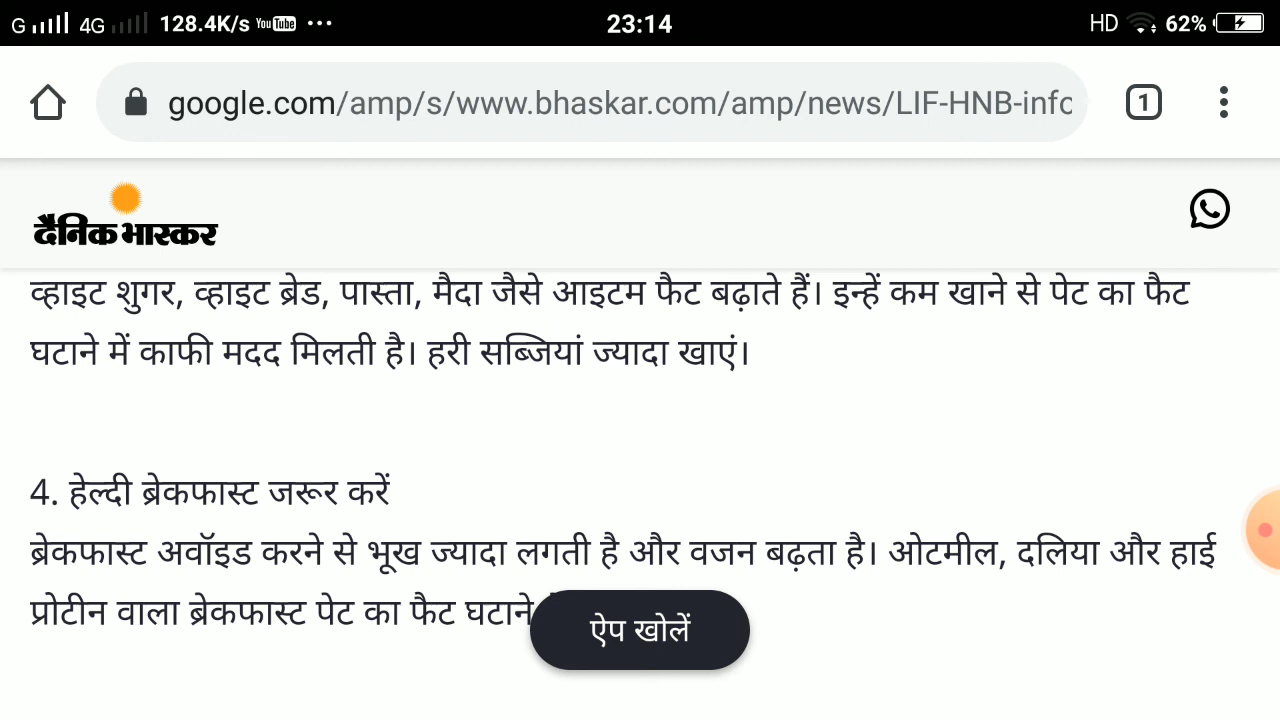 G 4G 128.4K/s YouTube ••• 23:14 HD 62%
google.com/amp/s/www.bhaskar.com/amp/news/LIF-HNB-info 1
दैनिक भास्कर
व्हाइट शुगर, व्हाइट ब्रेड, पास्ता, मैदा जैसे आइटम फैट बढ़ाते हैं। इन्हें कम खाने से पेट का फैट
घटाने में काफी मदद मिलती है। हरी सब्जियां ज्यादा खाएं।
4. हेल्दी ब्रेकफास्ट जरूर करें
ब्रेकफास्ट अवॉइड करने से भूख ज्यादा लगती है और वजन बढ़ता है। ओटमील, दलिया और हाई
प्रोटीन वाला ब्रेकफास्ट पेट का फैट घटाने
ऐप खोलें